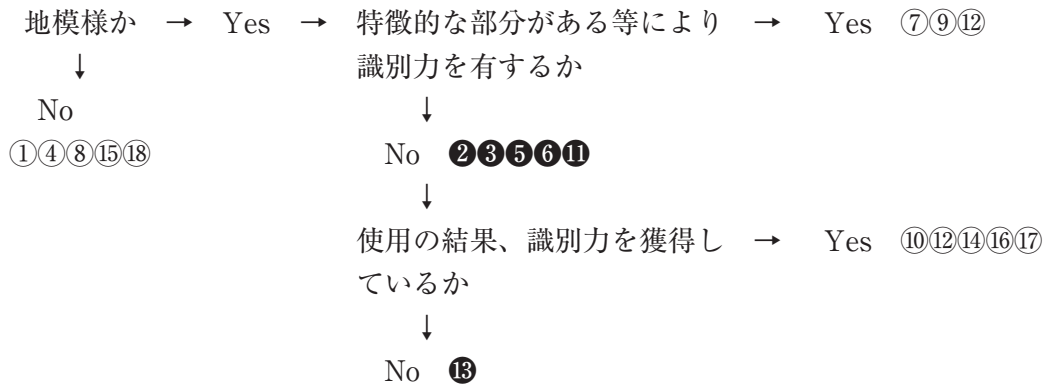 地模様か → Yes → 特徴的な部分がある等により → Yes ⑦⑨⑫
↓ 識別力を有するか
No ↓
①④⑧⑮⑱ No ❷❸❺❻⓫
↓
使用の結果、識別力を獲得し → Yes ⑩⑫⑭⑯⑰
ているか
↓
No ⓭